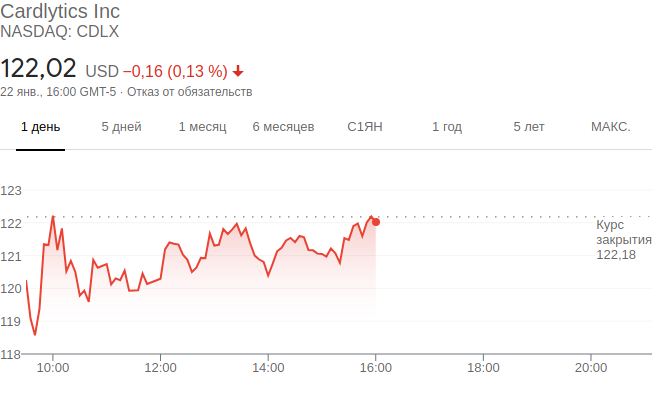 Cardlytics Inc
NASDAQ: CDLX
122,02 USD −0,16 (0,13 %)
22 янв., 16:00 GMT-5 · Отказ от обязательств
1 день 5 дней 1 месяц 6 месяцев С1ЯН 1 год 5 лет МАКС.
123
122
121
120
119
118
Курс
закрытия
122,18
10:00 12:00 14:00 16:00 18:00 20:00